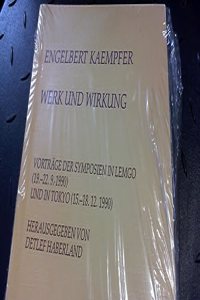 ENGELBERT KAEMPFER
WERK UND WIRKUNG
VORTRÄGE DER SYMPOSIEN IN LEMGO
(19.-22. 9. 1990)
UND IN TOKYO (15.-18. 12. 1990)
HERAUSGEGEBEN VON
DETLEF HABERLAND